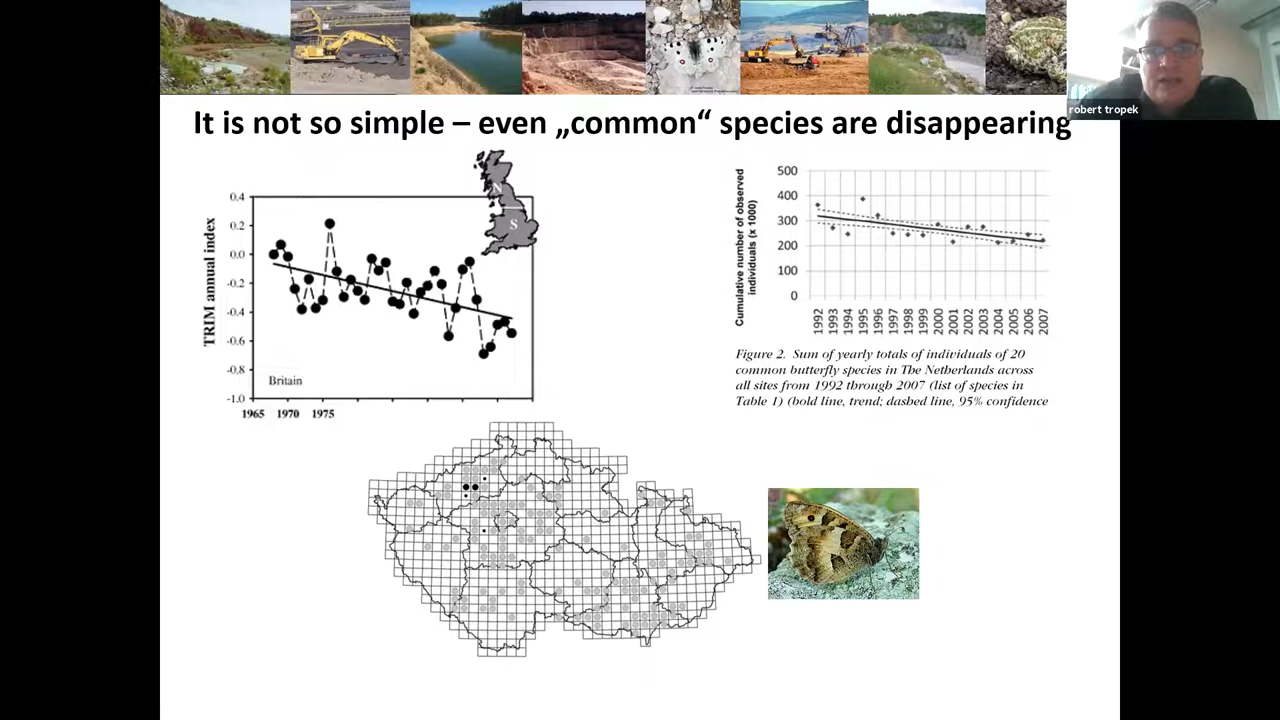 robert tropek
It is not so simple – even „common“ species are disappearing
N
S
0.4
0.2
0.0
-0.2
-0.4
-0.6
-0.8
-1.0
TRIM annual index
Britain
1965 1970 1975
Cumulative number of observed
individuals (x 1000)
500
400
300
200
100
0
1992
1993
1994
1995
1996
1997
1998
1999
2000
2001
2002
2003
2004
2005
2006
2007
Figure 2. Sum of yearly totals of individuals of 20
common butterfly species in The Netherlands across
all sites from 1992 through 2007 (list of species in
Table 1) (bold line, trend; dashed line, 95% confidence